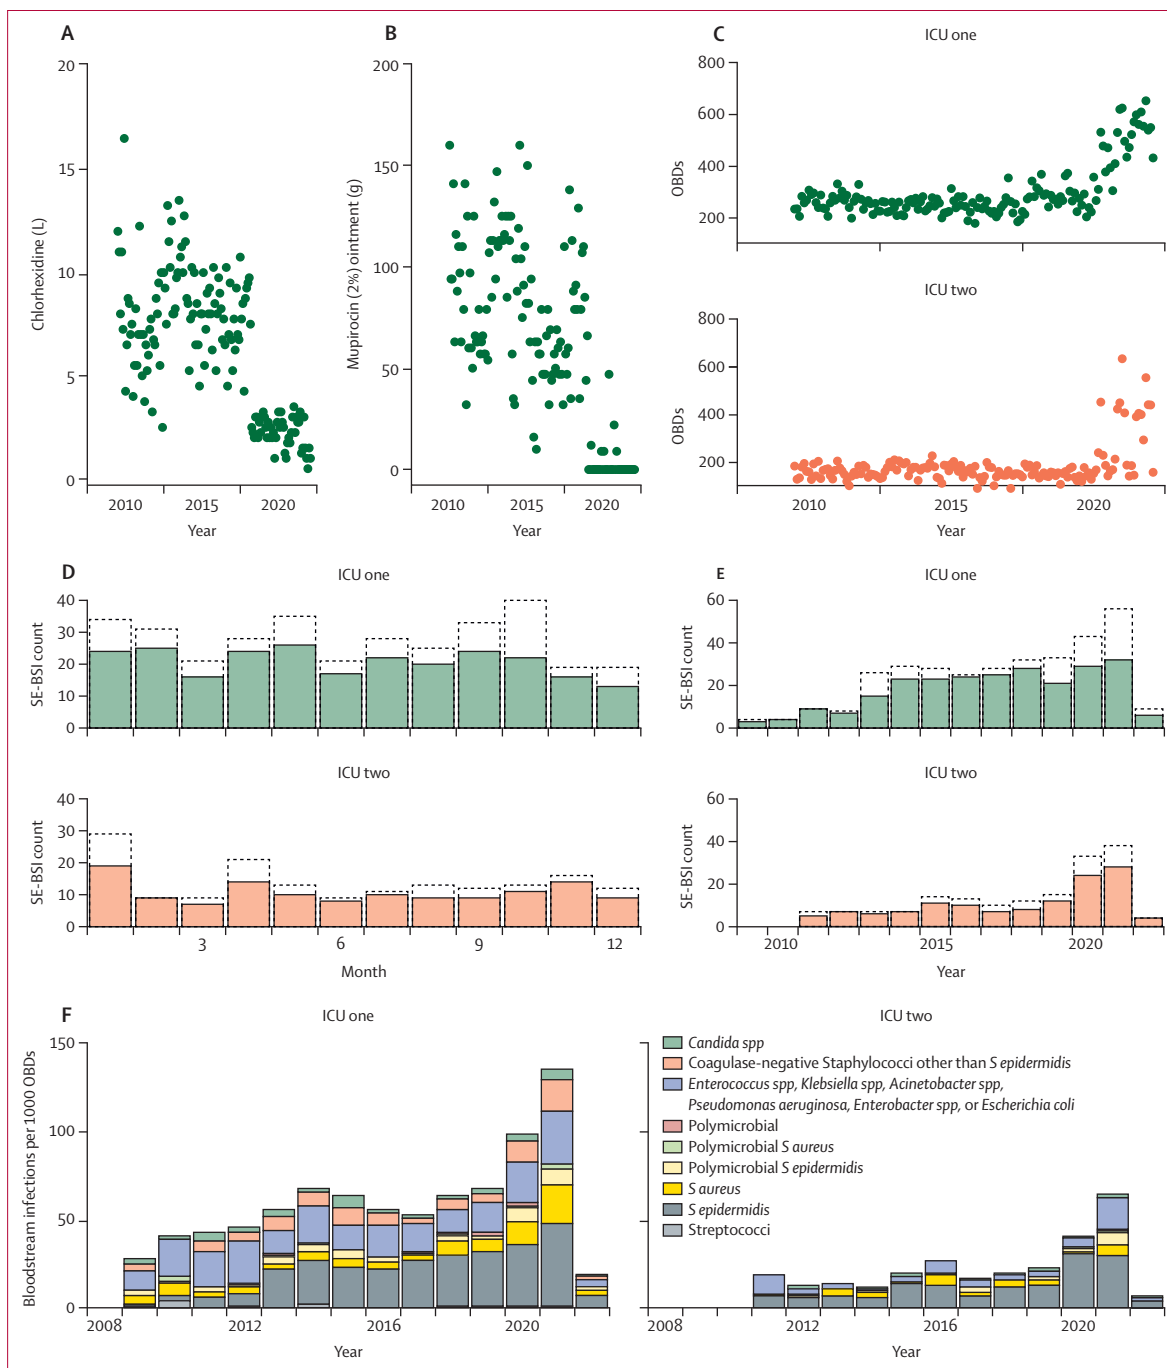 A
B
C
ICU one
20
15
10
5
0
Chlorhexidine (L)
2010 2015 2020
Year
200
150
100
50
0
Mupirocin (2%) ointment (g)
2010 2015 2020
Year
800
600
400
200
OBDs
ICU two
800
600
400
200
OBDs
2010 2015 2020
Year
D
ICU one
40
30
20
10
0
SE-BSI count
ICU two
40
30
20
10
0
SE-BSI count
3 6 9 12
Month
E
ICU one
60
40
20
0
SE-BSI count
ICU two
60
40
20
0
SE-BSI count
2010 2015 2020
Year
F
ICU one
150
100
50
0
Bloodstream infections per 1000 OBDs
2008 2012 2016 2020
Year
ICU two
Candida spp
Coagulase-negative Staphylococci other than S epidermidis
Enterococcus spp, Klebsiella spp, Acinetobacter spp,
Pseudomonas aeruginosa, Enterobacter spp, or Escherichia coli
Polymicrobial
Polymicrobial S aureus
Polymicrobial S epidermidis
S aureus
S epidermidis
Streptococci
2008 2012 2016 2020
Year